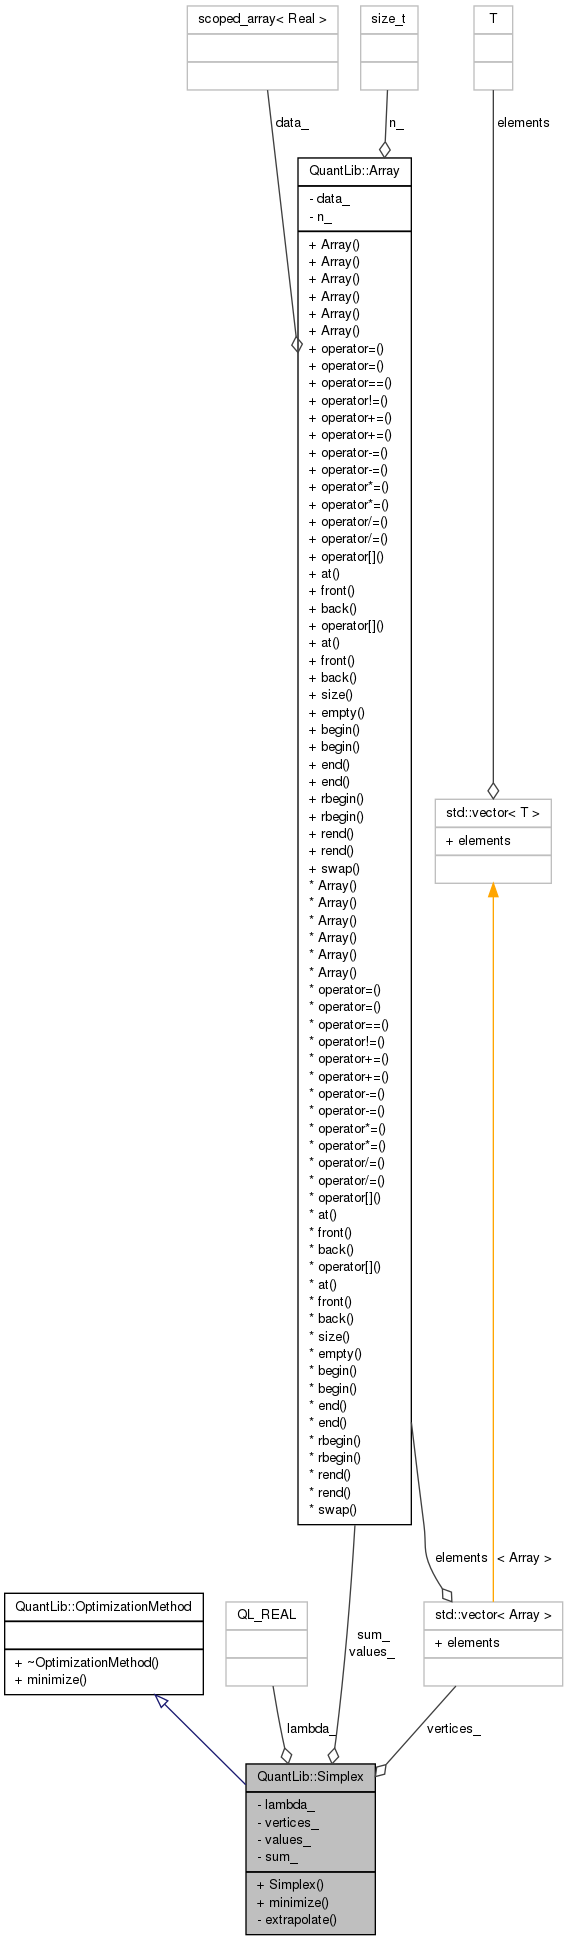 scoped_array< Real >
size_t
T
data_
n_
elements
QuantLib::Array
- data_
- n_
+ Array()
+ Array()
+ Array()
+ Array()
+ Array()
+ Array()
+ operator=()
+ operator=()
+ operator==()
+ operator!=()
+ operator+=()
+ operator+=()
+ operator-=()
+ operator-=()
+ operator*=()
+ operator*=()
+ operator/=()
+ operator/=()
+ operator[]()
+ at()
+ front()
+ back()
+ operator[]()
+ at()
+ front()
+ back()
+ size()
+ empty()
+ begin()
+ begin()
+ end()
+ end()
+ rbegin()
+ rbegin()
+ rend()
+ rend()
+ swap()
* Array()
* Array()
* Array()
* Array()
* Array()
* Array()
* operator=()
* operator=()
* operator==()
* operator!=()
* operator+=()
* operator+=()
* operator-=()
* operator-=()
* operator*=()
* operator*=()
* operator/=()
* operator/=()
* operator[]()
* at()
* front()
* back()
* operator[]()
* at()
* front()
* back()
* size()
* empty()
* begin()
* begin()
* end()
* end()
* rbegin()
* rbegin()
* rend()
* rend()
* swap()
std::vector< T >
+ elements
elements
< Array >
QuantLib::OptimizationMethod
+ ~OptimizationMethod()
+ minimize()
QL_REAL
std::vector< Array >
+ elements
sum_
values_
lambda_
vertices_
QuantLib::Simplex
- lambda_
- vertices_
- values_
- sum_
+ Simplex()
+ minimize()
- extrapolate()